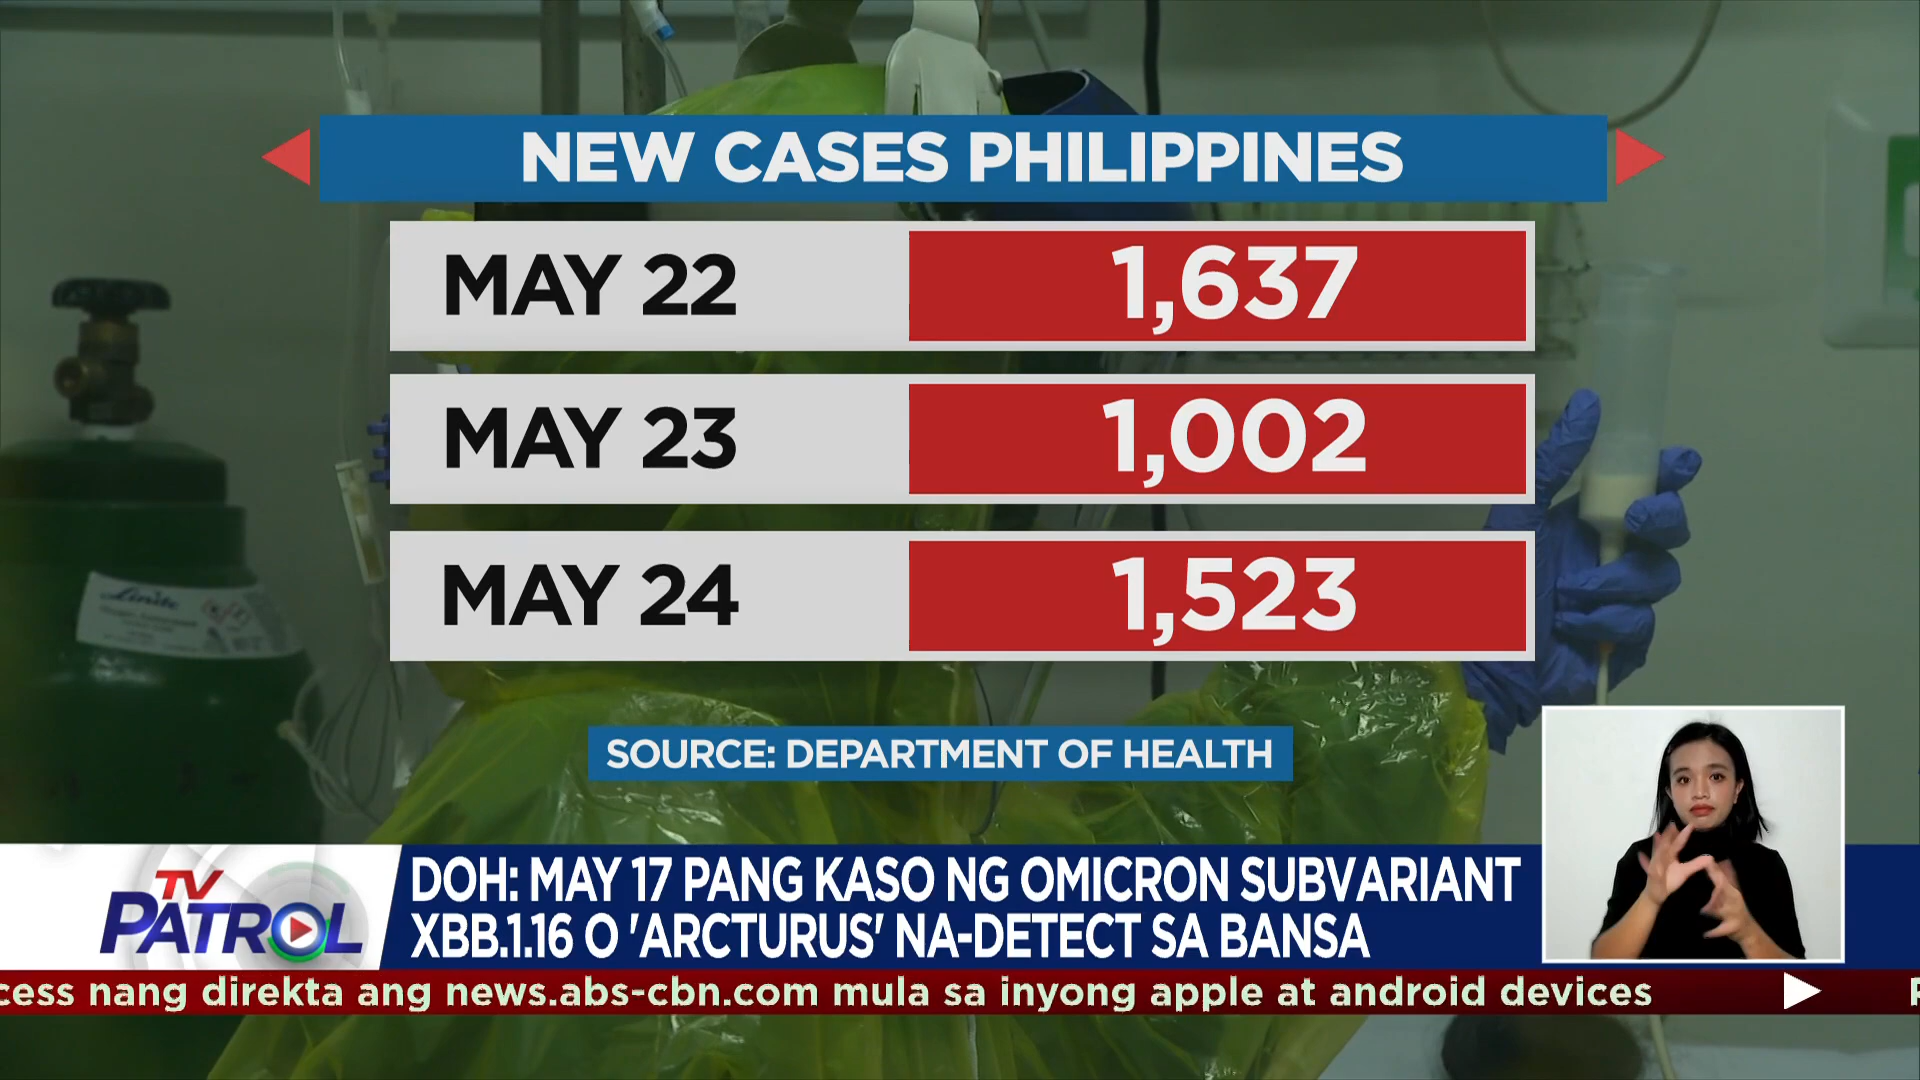 NEW CASES PHILIPPINES
MAY 22 1,637
MAY 23 1,002
MAY 24 1,523
SOURCE: DEPARTMENT OF HEALTH
Linde
TV
PATROL
DOH: MAY 17 PANG KASO NG OMICRON SUBVARIANT
XBB.1.16 O 'ARCTURUS' NA-DETECT SA BANSA
cess nang direkta ang news.abs-cbn.com mula sa inyong apple at android devices